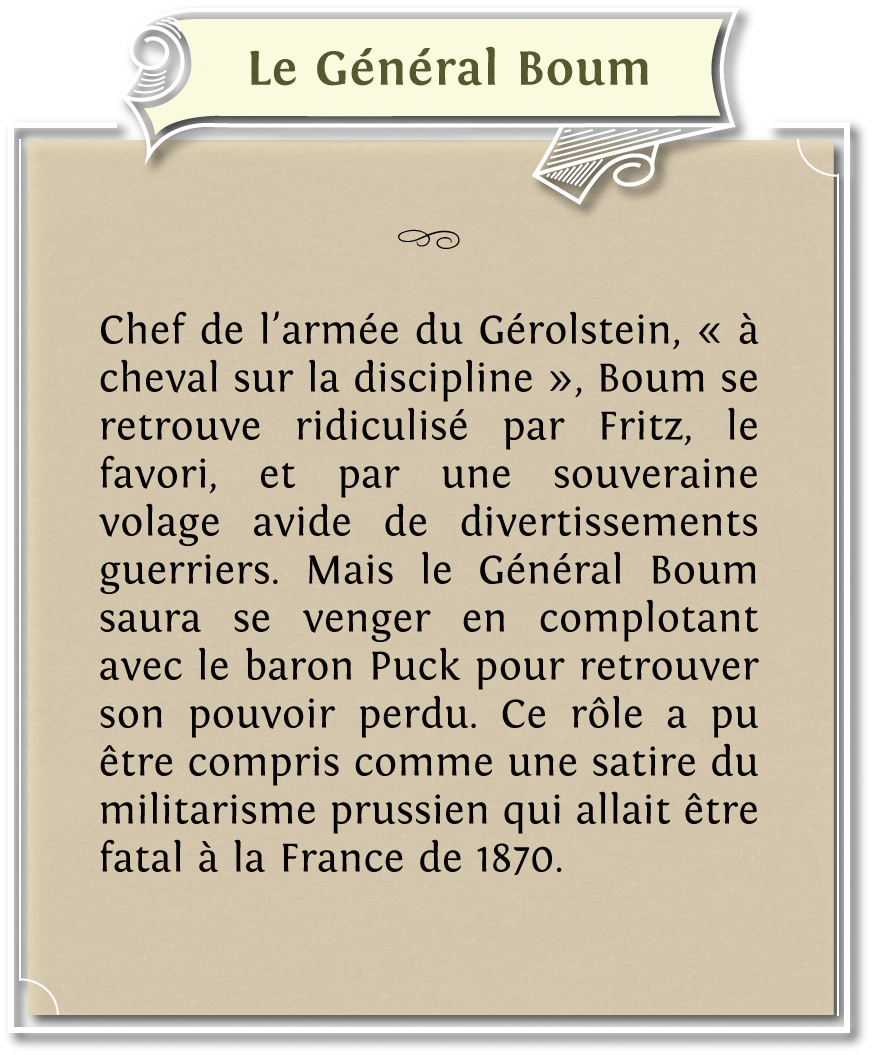 Le Général Boum
Chef de l'armée du Gérolstein, « à
cheval sur la discipline », Boum se
retrouve ridiculisé par Fritz, le
favori, et par une souveraine
volage avide de divertissements
guerriers. Mais le Général Boum
saura se venger en complotant
avec le baron Puck pour retrouver
son pouvoir perdu. Ce rôle a pu
être compris comme une satire du
militarisme prussien qui allait être
fatal à la France de 1870.